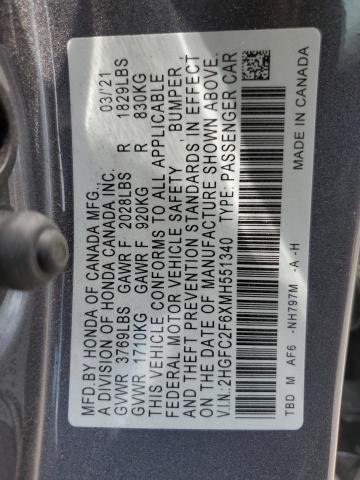 MFD.BY HONDA OF CANADA MFG., 03/'21
A DIVISION OF HONDA CANADA INC.
GVWR 3769LBS GAWR F 2028LBS R 1829LBS
GVWR 1710KG GAWR F 920KG R 830KG
THIS VEHICLE CONFORMS TO ALL APPLICABLE
FEDERAL MOTOR VEHICLE SAFETY BUMPER,
AND THEFT PREVENTION STANDARDS IN EFFECT
ON THE DATE OF MANUFACTURE SHOWN ABOVE.
V.I.N.:2HGFC2F6XMH551340 TYPE: PASSENGER CAR
TBD M AF6 -NH797M -A -H MADE IN CANADA